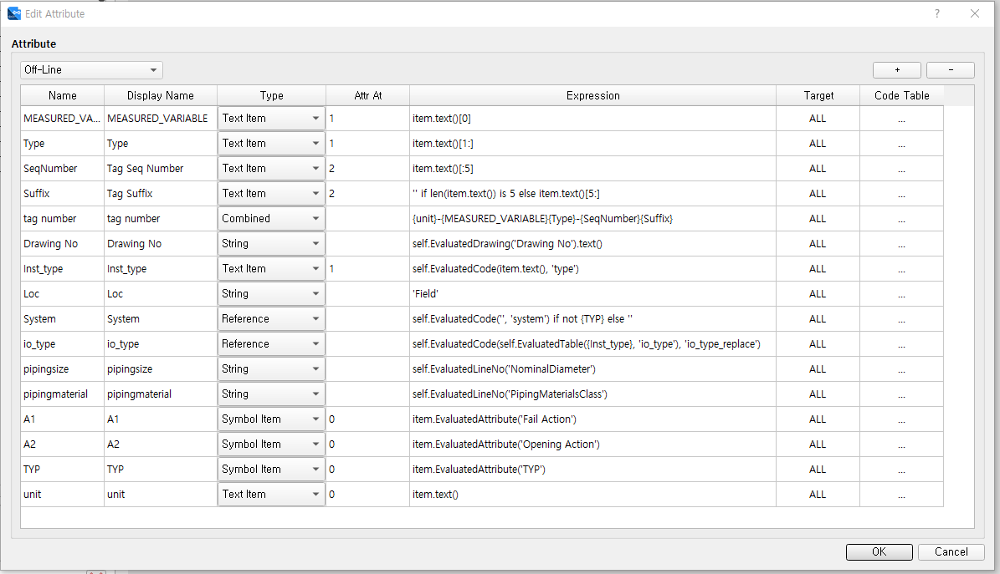 Edit Attribute
?
Attribute
Off-Line + -
Name Display Name Type Attr At Expression Target Code Table
MEASURED_VA... MEASURED_VARIABLE Text Item 1 item.text()[0] ALL ...
Type Type Text Item 1 item.text()[1:] ALL ...
SeqNumber Tag Seq Number Text Item 2 item.text()[:5] ALL ...
Suffix Tag Suffix Text Item 2 '' if len(item.text()) is 5 else item.text()[5:] ALL ...
tag number tag number Combined {unit}-{MEASURED_VARIABLE}{Type}-{SeqNumber}{Suffix} ALL ...
Drawing No Drawing No String self.EvaluatedDrawing('Drawing No').text() ALL ...
Inst_type Inst_type Text Item 1 self.EvaluatedCode(item.text(), 'type') ALL ...
Loc Loc String 'Field' ALL ...
System System Reference self.EvaluatedCode('', 'system') if not {TYP} else '' ALL ...
io_type io_type Reference self.EvaluatedCode(self.EvaluatedTable({Inst_type}, 'io_type'), 'io_type_replace') ALL ...
pipingsize pipingsize String self.EvaluatedLineNo('NominalDiameter') ALL ...
pipingmaterial pipingmaterial String self.EvaluatedLineNo('PipingMaterialsClass') ALL ...
A1 A1 Symbol Item 0 item.EvaluatedAttribute('Fail Action') ALL ...
A2 A2 Symbol Item 0 item.EvaluatedAttribute('Opening Action') ALL ...
TYP TYP Symbol Item 0 item.EvaluatedAttribute('TYP') ALL ...
unit unit Text Item 0 item.text() ALL ...
OK Cancel